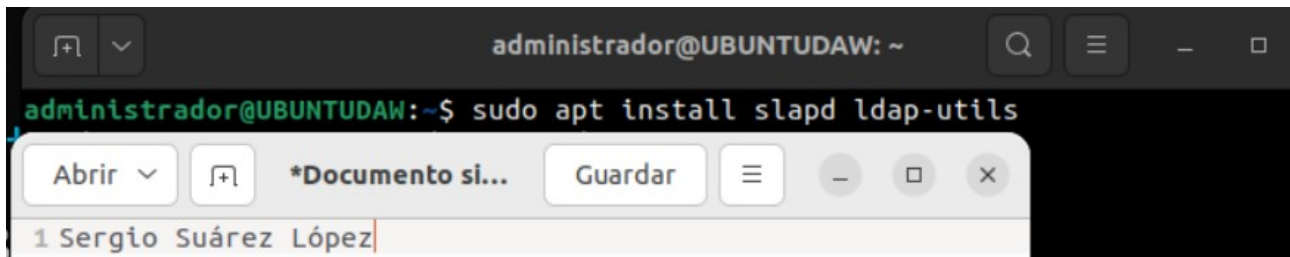 administrador@UBUNTUDAW: ~
administrador@UBUNTUDAW:~$ sudo apt install slapd ldap-utils
Abrir *Documento si... Guardar
1 Sergio Suárez López